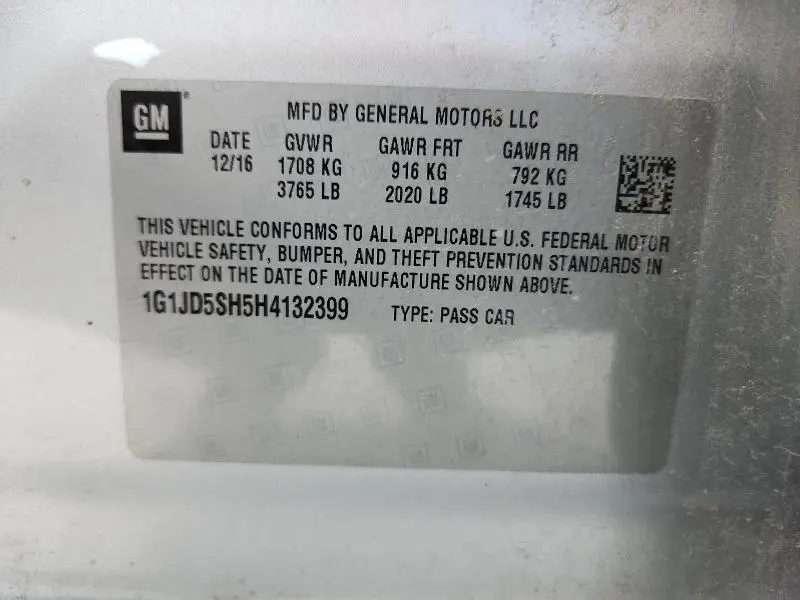 GM®
MFD BY GENERAL MOTORS LLC
DATE GVWR GAWR FRT GAWR RR
12/16 1708 KG 916 KG 792 KG
3765 LB 2020 LB 1745 LB
THIS VEHICLE CONFORMS TO ALL APPLICABLE U.S. FEDERAL MOTOR
VEHICLE SAFETY, BUMPER, AND THEFT PREVENTION STANDARDS IN
EFFECT ON THE DATE OF MANUFACTURE SHOWN ABOVE.
1G1JD5SH5H4132399 TYPE: PASS CAR